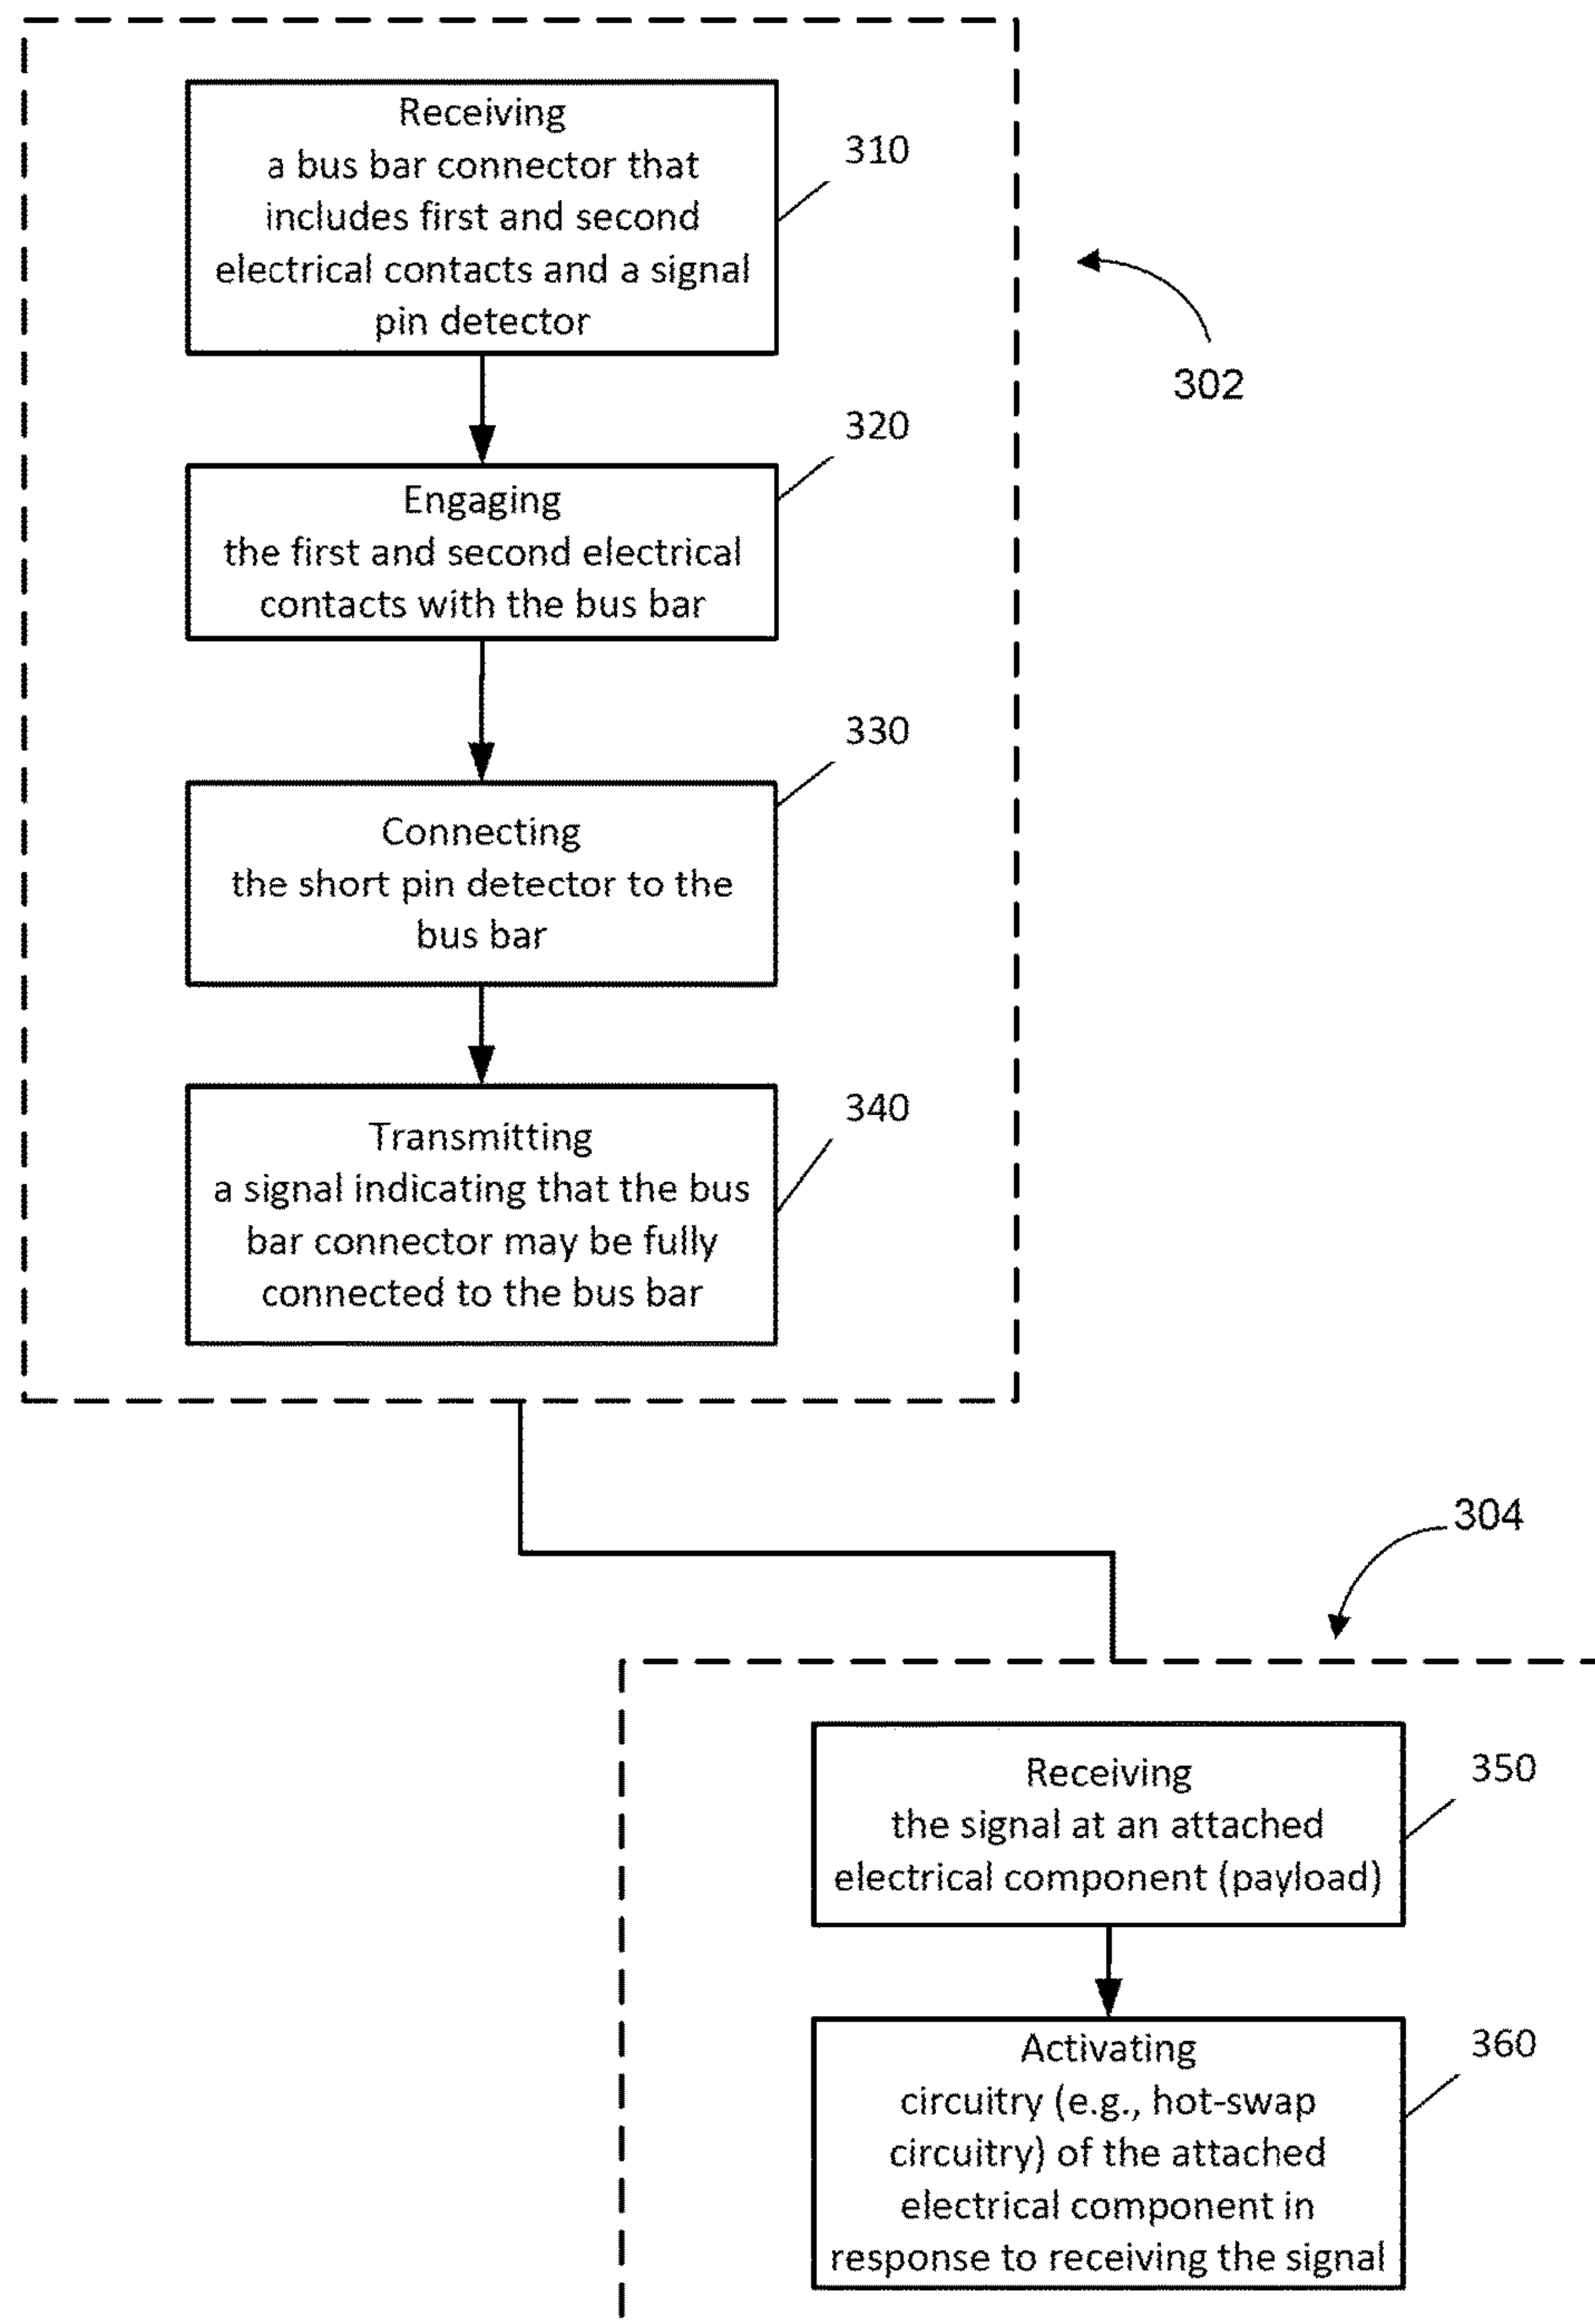 Receiving
a bus bar connector that
includes first and second
electrical contacts and a signal
pin detector
310
302
320
Engaging
the first and second electrical
contacts with the bus bar
330
Connecting
the short pin detector to the
bus bar
340
Transmitting
a signal indicating that the bus
bar connector may be fully
connected to the bus bar
304
Receiving
the signal at an attached
electrical component (payload)
350
Activating
circuitry (e.g., hot-swap
circuitry) of the attached
electrical component in
response to receiving the signal
360